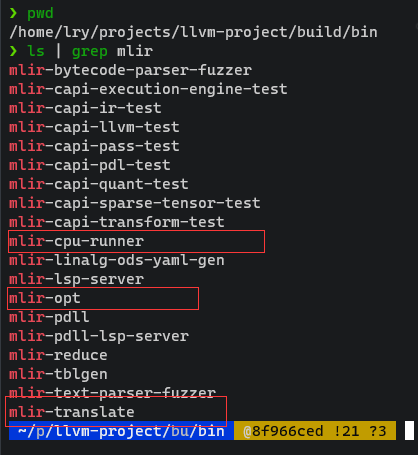 ❯ pwd
/home/lry/projects/llvm-project/build/bin
❯ ls | grep mlir
mlir-bytecode-parser-fuzzer
mlir-capi-execution-engine-test
mlir-capi-ir-test
mlir-capi-llvm-test
mlir-capi-pass-test
mlir-capi-pdl-test
mlir-capi-quant-test
mlir-capi-sparse-tensor-test
mlir-capi-transform-test
mlir-cpu-runner
mlir-linalg-ods-yaml-gen
mlir-lsp-server
mlir-opt
mlir-pdll
mlir-pdll-lsp-server
mlir-reduce
mlir-tblgen
mlir-text-parser-fuzzer
mlir-translate
~/p/llvm-project/bu/bin @8f966ced !21 ?3